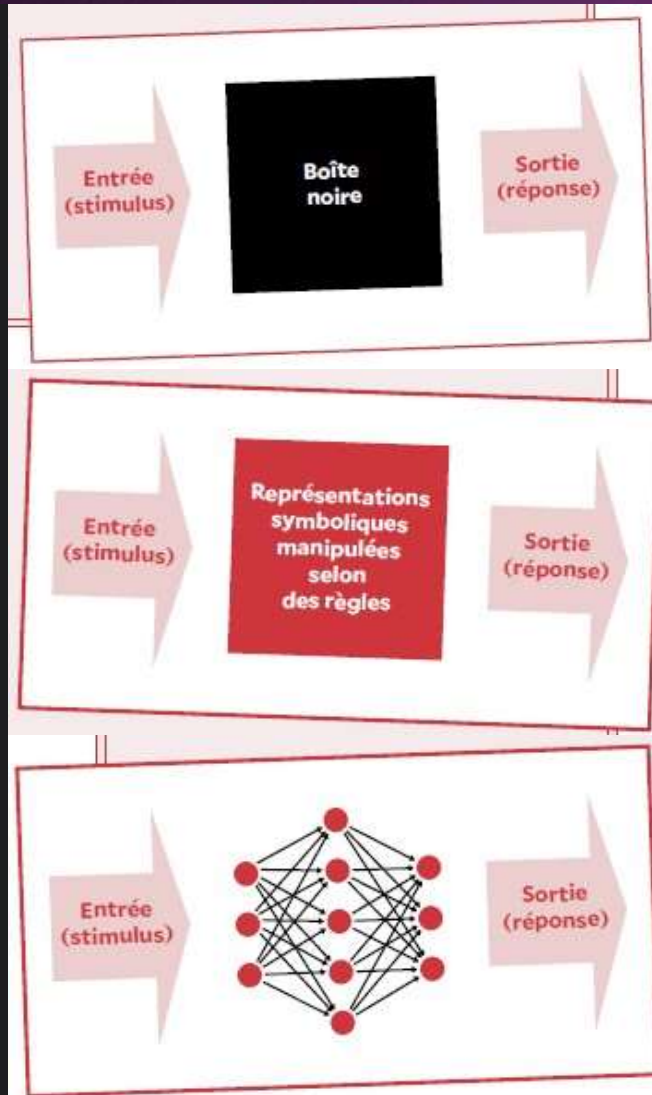 Entrée
(stimulus)
Boîte
noire
Sortie
(réponse)
Entrée
(stimulus)
Représentations
symboliques
manipulées
selon
des règles
Sortie
(réponse)
Entrée
(stimulus)
Sortie
(réponse)